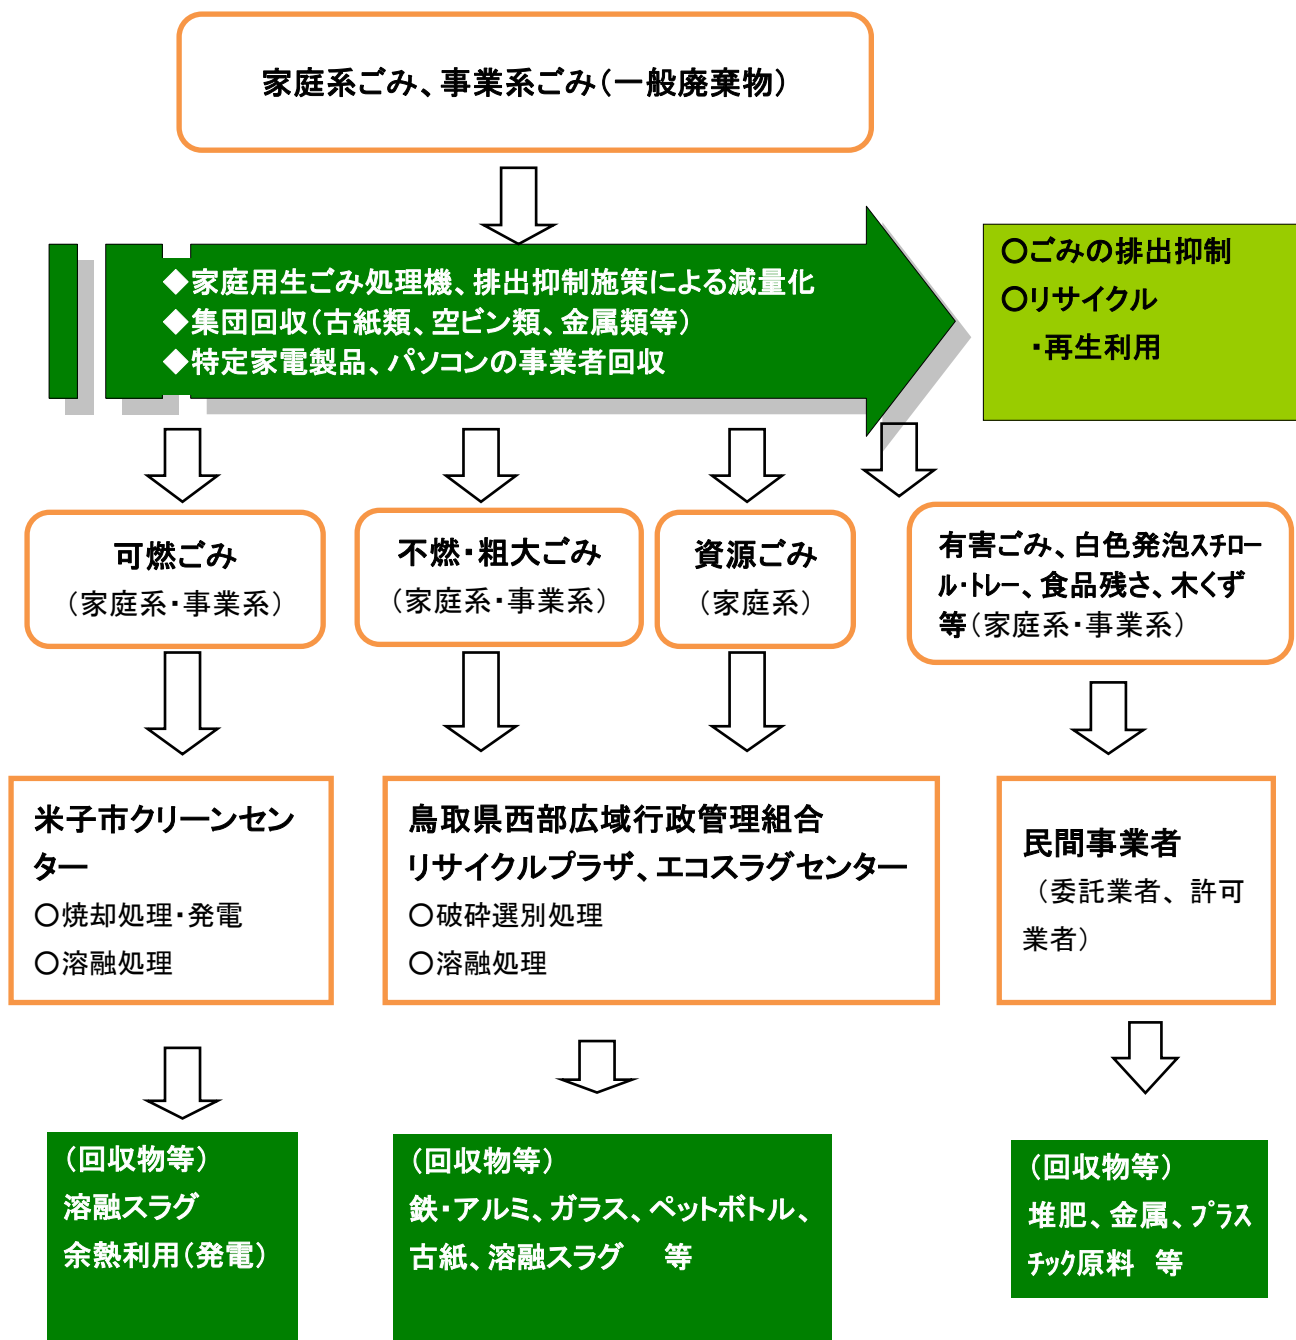 家庭系ごみ、事業系ごみ（一般廃棄物）
◆家庭用生ごみ処理機、排出抑制施策による減量化
◆集団回収（古紙類、空ビン類、金属類等）
◆特定家電製品、パソコンの事業者回収
○ごみの排出抑制
○リサイクル
・再生利用
可燃ごみ
（家庭系・事業系）
不燃・粗大ごみ
（家庭系・事業系）
資源ごみ
（家庭系）
有害ごみ、白色発泡ｽﾁﾛｰ
ﾙ・トレー、食品残さ、木くず
等（家庭系・事業系）
米子市クリーンセン
ター
○焼却処理・発電
○溶融処理
鳥取県西部広域行政管理組合
リサイクルプラザ、エコスラグセンター
○破砕選別処理
○溶融処理
民間事業者
（委託業者、許可
業者）
（回収物等）
溶融スラグ
余熱利用（発電）
（回収物等）
鉄・アルミ、ガラス、ペットボトル、
古紙、溶融スラグ　等
（回収物等）
堆肥、金属、ﾌﾟﾗｽ
ﾁｯｸ原料　等